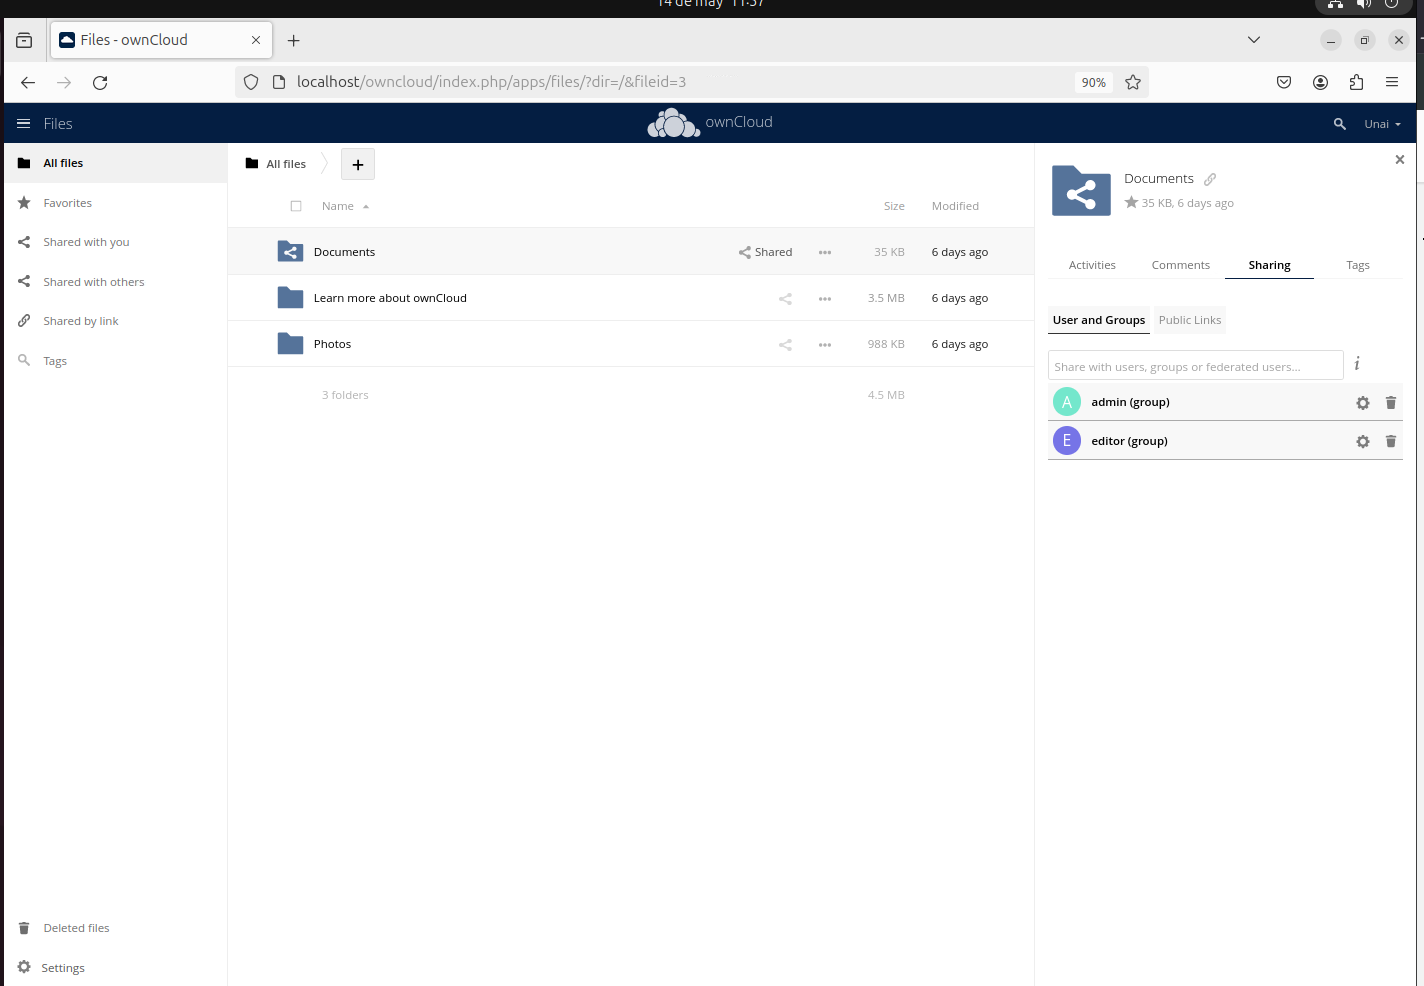 14 de may 11:57
Files - ownCloud
localhost/owncloud/index.php/apps/files/?dir=/&fileid=3
90%
Files
ownCloud
Unai
All files
Favorites
Shared with you
Shared with others
Shared by link
Tags
Deleted files
Settings
All files
+
Name Size Modified
Documents Shared 35 KB 6 days ago
Learn more about ownCloud 3.5 MB 6 days ago
Photos 988 KB 6 days ago
3 folders 4.5 MB
Documents
35 KB, 6 days ago
Activities Comments Sharing Tags
User and Groups Public Links
Share with users, groups or federated users... i
A admin (group)
E editor (group)